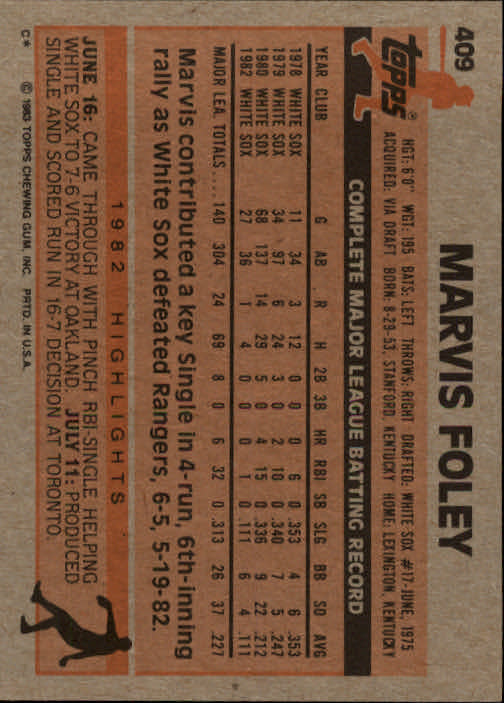 409
topps®
MARVIS FOLEY
HGT: 6'0" WGT: 195 BATS: LEFT THROWS: RIGHT DRAFTED: WHITE SOX #17-JUNE, 1975
ACQUIRED: VIA DRAFT BORN: 8-29-53, STANFORD, KENTUCKY HOME: LEXINGTON, KENTUCKY
COMPLETE MAJOR LEAGUE BATTING RECORD
YEAR CLUB G AB R H 2B 3B HR RBI SB SLG BB SO AVG
1978 WHITE SOX 11 34 3 12 0 0 0 6 0 .353 4 6 .353
1979 WHITE SOX 34 97 6 24 3 0 2 10 0 .340 7 5 .247
1980 WHITE SOX 68 137 14 29 5 0 4 15 0 .336 9 22 .212
1982 WHITE SOX 27 36 1 4 0 0 0 1 0 .111 6 4 .111
MAJOR LEA. TOTALS... 140 304 24 69 8 0 6 32 0 .313 26 37 .227
Marvis contributed a key Single in 4-run, 6th-inning
rally as White Sox defeated Rangers, 6-5, 5-19-82.
1982 HIGHLIGHTS
JUNE 16: CAME THROUGH WITH PINCH RBI-SINGLE HELPING
WHITE SOX TO 7-6 VICTORY AT OAKLAND. JULY 11: PRODUCED
SINGLE AND SCORED RUN IN 16-7 DECISION AT TORONTO.
C* © 1983 TOPPS CHEWING GUM, INC. PRTD. IN U.S.A.